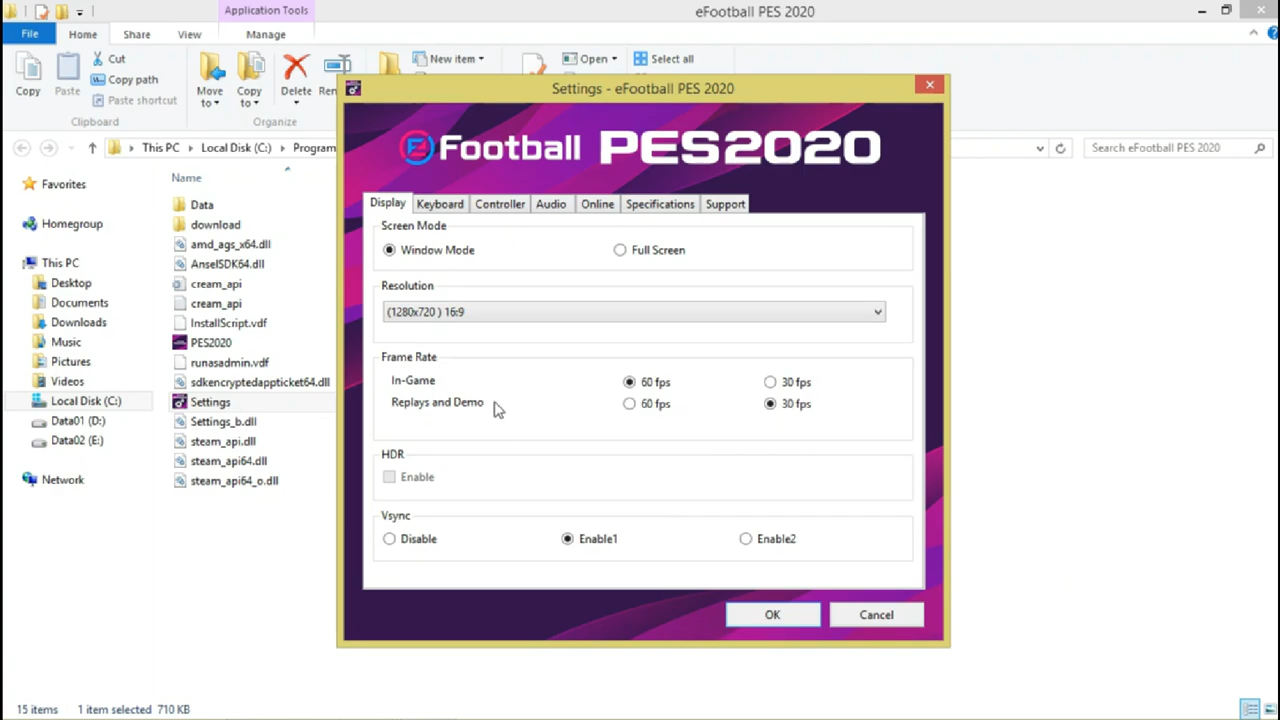 Application Tools
eFootball PES 2020
File Home Share View Manage
Copy
Paste
Cut
Copy path
Paste shortcut
Clipboard
Move to
Copy to
Delete
Ren
Organize
New item
Open
Select all
This PC Local Disk (C:) Program
Search eFootball PES 2020
Favorites
Homegroup
This PC
Desktop
Documents
Downloads
Music
Pictures
Videos
Local Disk (C:)
Data01 (D:)
Data02 (E:)
Network
Name
Data
download
amd_ags_x64.dll
AnselSDK64.dll
cream_api
cream_api
InstallScript.vdf
PES2020
runasadmin.vdf
sdkencryptedappticket64.dll
Settings
Settings_b.dll
steam_api.dll
steam_api64.dll
steam_api64_o.dll
Settings - eFootball PES 2020
eFootball PES2020
Display Keyboard Controller Audio Online Specifications Support
Screen Mode
Window Mode Full Screen
Resolution
(1280x720 ) 16:9
Frame Rate
In-Game 60 fps 30 fps
Replays and Demo 60 fps 30 fps
HDR
Enable
Vsync
Disable Enable1 Enable2
OK Cancel
15 items 1 item selected 710 KB